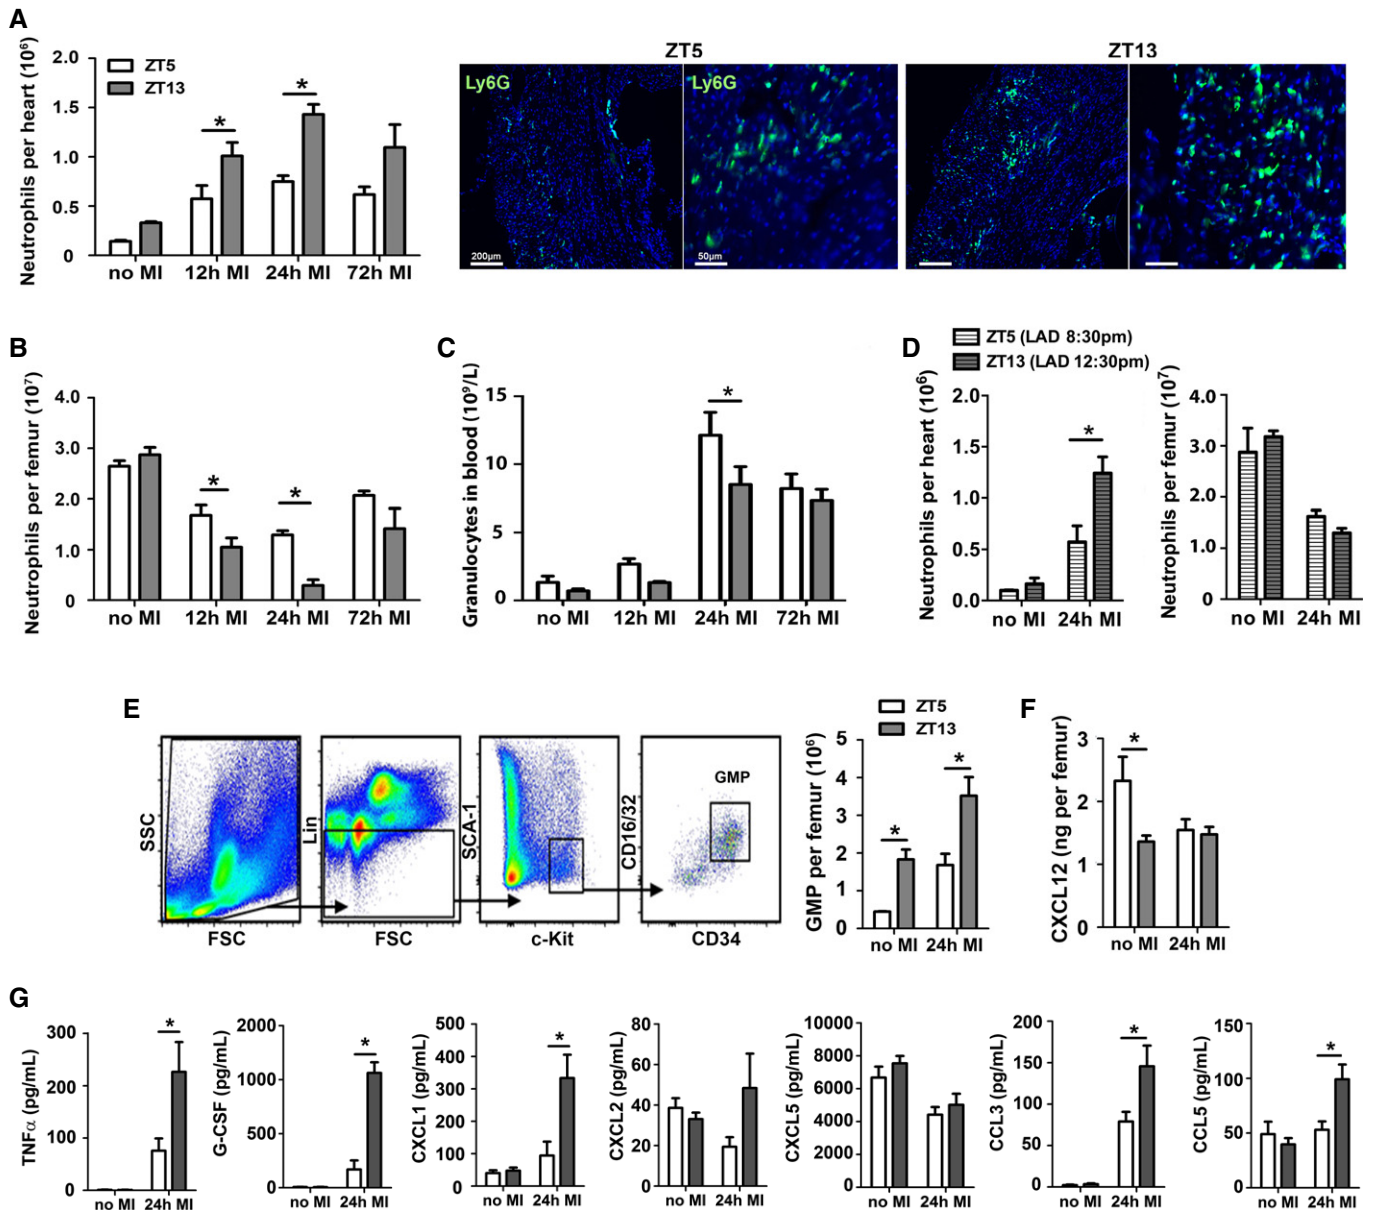 A
Neutrophils per heart (10⁶)
2.0
1.5
1.0
0.5
0
ZT5
ZT13
*
*
no MI 12h MI 24h MI 72h MI
ZT5
Ly6G
Ly6G
200µm
50µm
ZT13
B
Neutrophils per femur (10⁷)
4.0
3.0
2.0
1.0
0
*
*
no MI 12h MI 24h MI 72h MI
C
Granulocytes in blood (10⁹/L)
15
10
5
0
*
no MI 12h MI 24h MI 72h MI
D
ZT5 (LAD 8:30pm)
ZT13 (LAD 12:30pm)
Neutrophils per heart (10⁶)
2.0
1.5
1.0
0.5
0.0
*
no MI 24h MI
Neutrophils per femur (10⁷)
4.0
3.0
2.0
1.0
0
no MI 24h MI
E
SSC
FSC
Lin
FSC
SCA-1
c-Kit
CD16/32
GMP
CD34
ZT5
ZT13
GMP per femur (10⁶)
5
4
3
2
1
0
*
*
no MI 24h MI
F
CXCL12 (ng per femur)
3
2
1
0
*
no MI 24h MI
G
TNFα (pg/mL)
300
200
100
0
*
no MI 24h MI
G-CSF (pg/mL)
2000
1000
500
0
*
no MI 24h MI
CXCL1 (pg/mL)
500
400
300
200
100
0
*
no MI 24h MI
CXCL2 (pg/mL)
80
60
40
20
0
no MI 24h MI
CXCL5 (pg/mL)
10000
8000
6000
4000
2000
0
no MI 24h MI
CCL3 (pg/mL)
200
150
100
50
0
*
no MI 24h MI
CCL5 (pg/mL)
150
100
50
0
*
no MI 24h MI